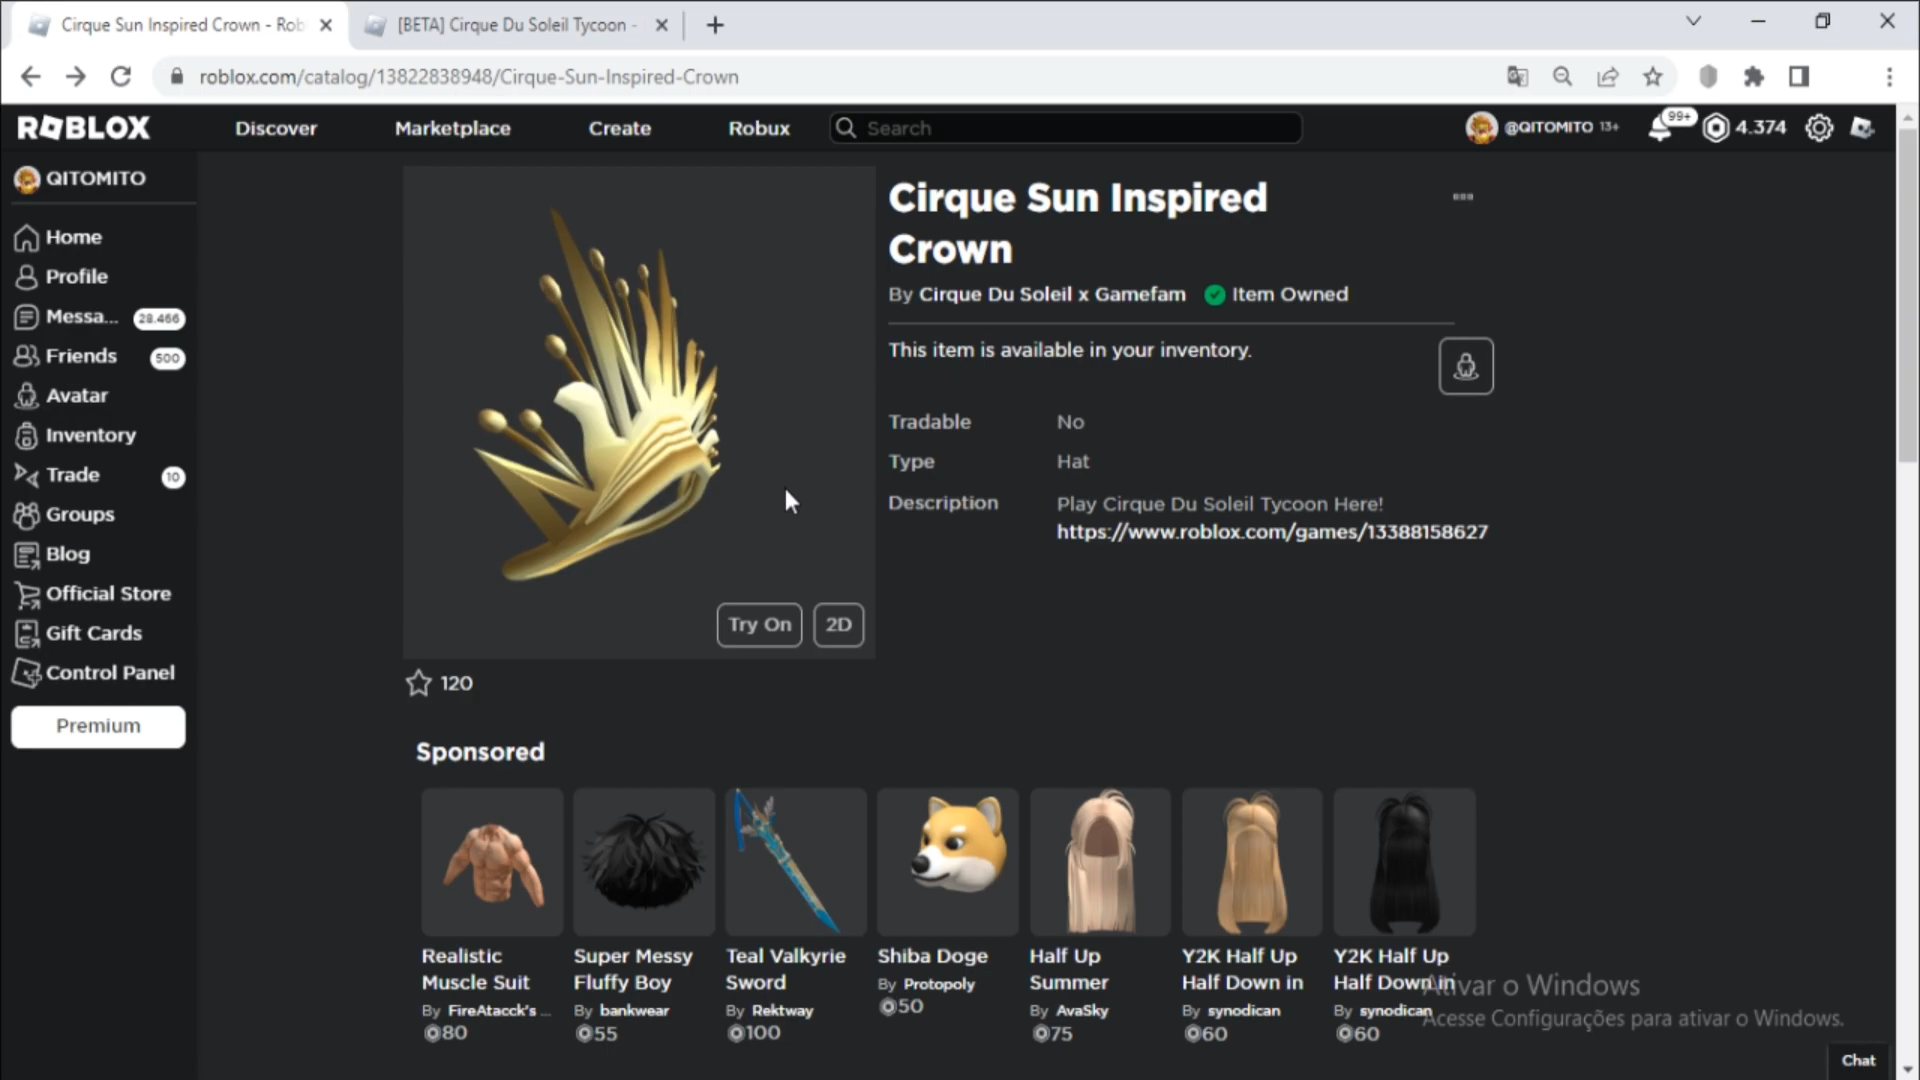 Cirque Sun Inspired Crown - Rob
[BETA] Cirque Du Soleil Tycoon -
roblox.com/catalog/13822838948/Cirque-Sun-Inspired-Crown
ROBLOX
Discover
Marketplace
Create
Robux
Search
@QITOMITO 13+
99+
4.374
QITOMITO
Home
Profile
Messa... 28.466
Friends 500
Avatar
Inventory
Trade 10
Groups
Blog
Official Store
Gift Cards
Control Panel
Premium
Try On
2D
120
Cirque Sun Inspired
Crown
By Cirque Du Soleil x Gamefam Item Owned
This item is available in your inventory.
Tradable No
Type Hat
Description Play Cirque Du Soleil Tycoon Here!
https://www.roblox.com/games/13388158627
Sponsored
Realistic
Muscle Suit
By FireAtacck's ...
80
Super Messy
Fluffy Boy
By bankwear
55
Teal Valkyrie
Sword
By Rektway
100
Shiba Doge
By Protopoly
50
Half Up
Summer
By AvaSky
75
Y2K Half Up
Half Down in
By synodican
60
Y2K Half Up
Half Down in
By synodican
60
Ativar o Windows
Acesse Configurações para ativar o Windows.
Chat